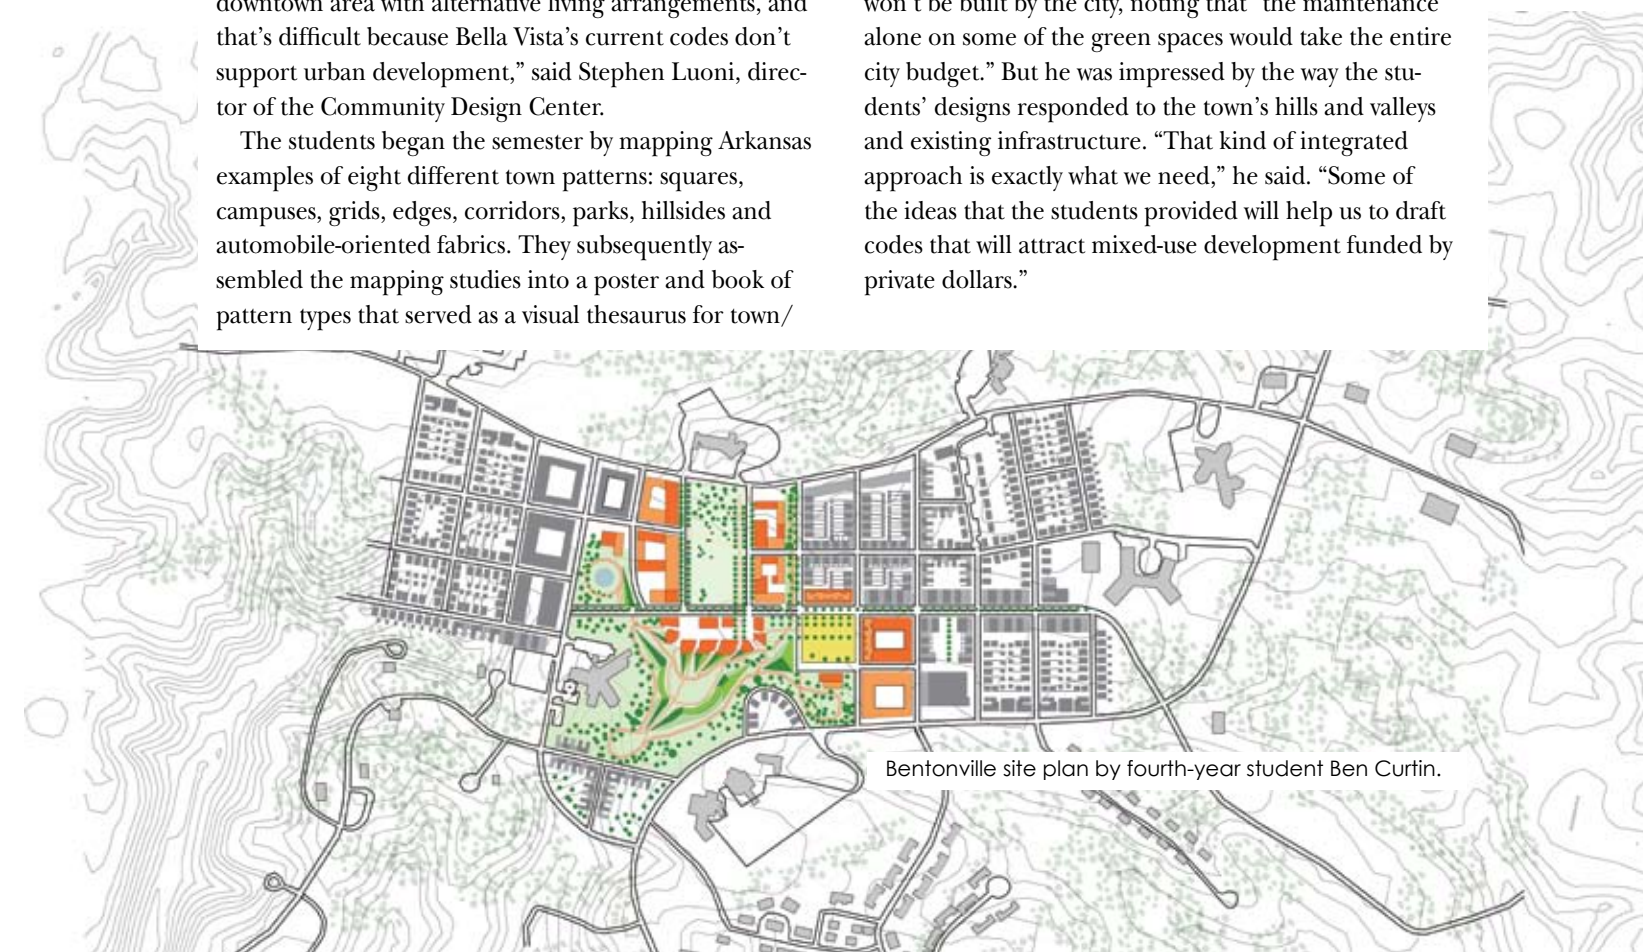 downtown area with alternative living arrangements, and
that’s difficult because Bella Vista’s current codes don’t
support urban development,” said Stephen Luoni, direc-
tor of the Community Design Center.
The students began the semester by mapping Arkansas
examples of eight different town patterns: squares,
campuses, grids, edges, corridors, parks, hillsides and
automobile-oriented fabrics. They subsequently as-
sembled the mapping studies into a poster and book of
pattern types that served as a visual thesaurus for town/
won’t be built by the city, noting that “the maintenance
alone on some of the green spaces would take the entire
city budget.” But he was impressed by the way the stu-
dents’ designs responded to the town’s hills and valleys
and existing infrastructure. “That kind of integrated
approach is exactly what we need,” he said. “Some of
the ideas that the students provided will help us to draft
codes that will attract mixed-use development funded by
private dollars.”
Bentonville site plan by fourth-year student Ben Curtin.